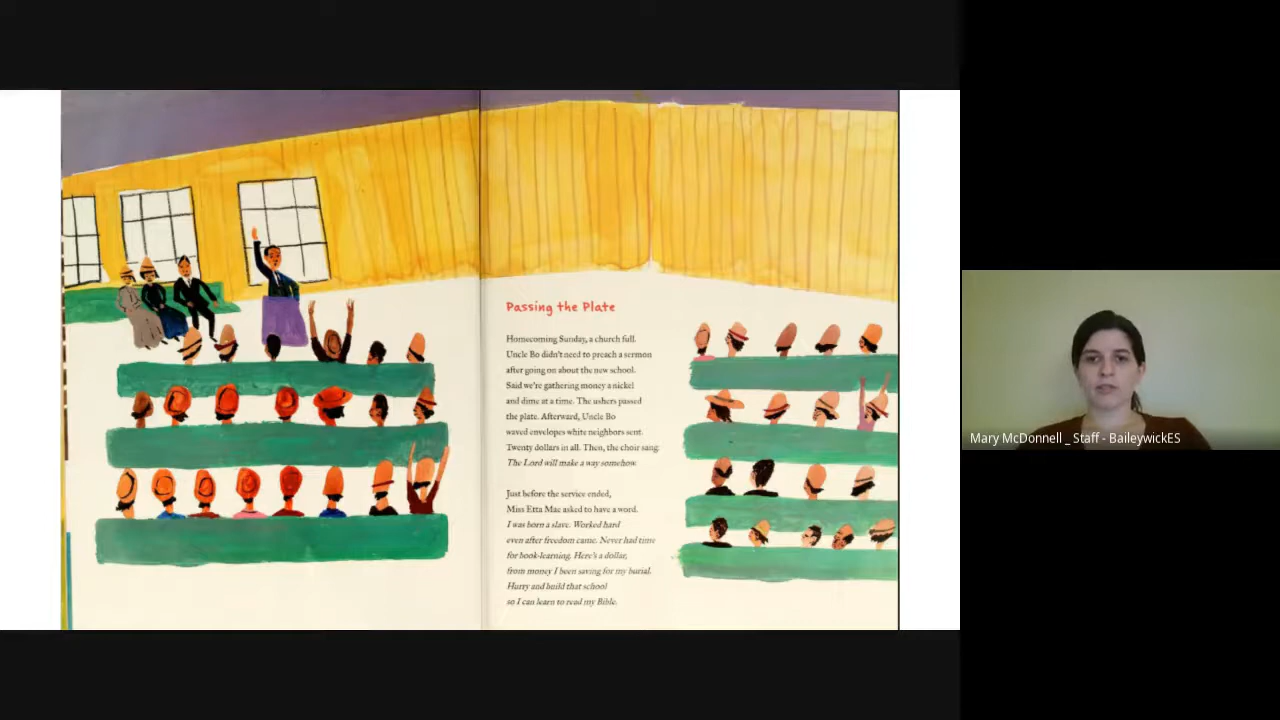 Passing the Plate
Homecoming Sunday, a church full.
Uncle Bo didn't need to preach a sermon
after going on about the new school.
Said we're gathering money a nickel
and dime at a time. The ushers passed
the plate. Afterward, Uncle Bo
waved envelopes white neighbors sent.
Twenty dollars in all. Then, the choir sang:
The Lord will make a way somehow.
Just before the service ended,
Miss Etta Mae asked to have a word.
I was born a slave. Worked hard
even after freedom came. Never had time
for book-learning. Here's a dollar,
from money I been saving for my burial.
Hurry and build that school
so I can learn to read my Bible.
Mary McDonnell _ Staff - BaileywickES